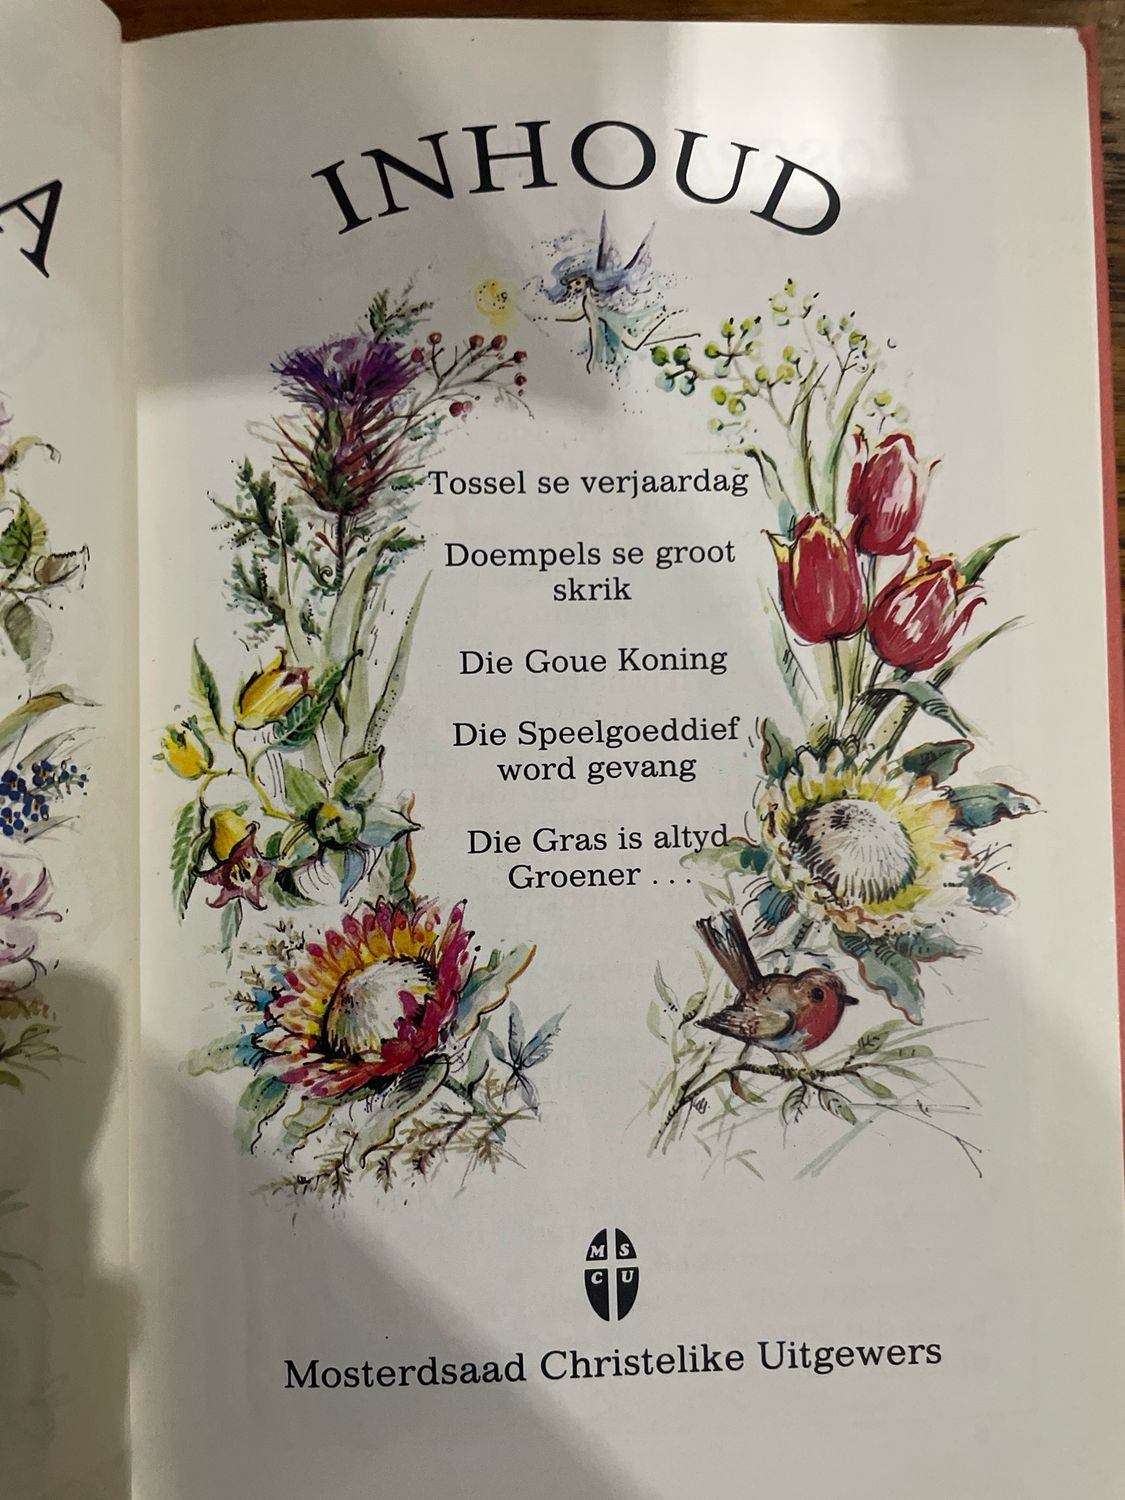 A
INHOUD
Tossel se verjaardag
Doempels se groot
skrik
Die Goue Koning
Die Speelgoeddief
word gevang
Die Gras is altyd
Groener . . .
M S
C U
Mosterdsaad Christelike Uitgewers